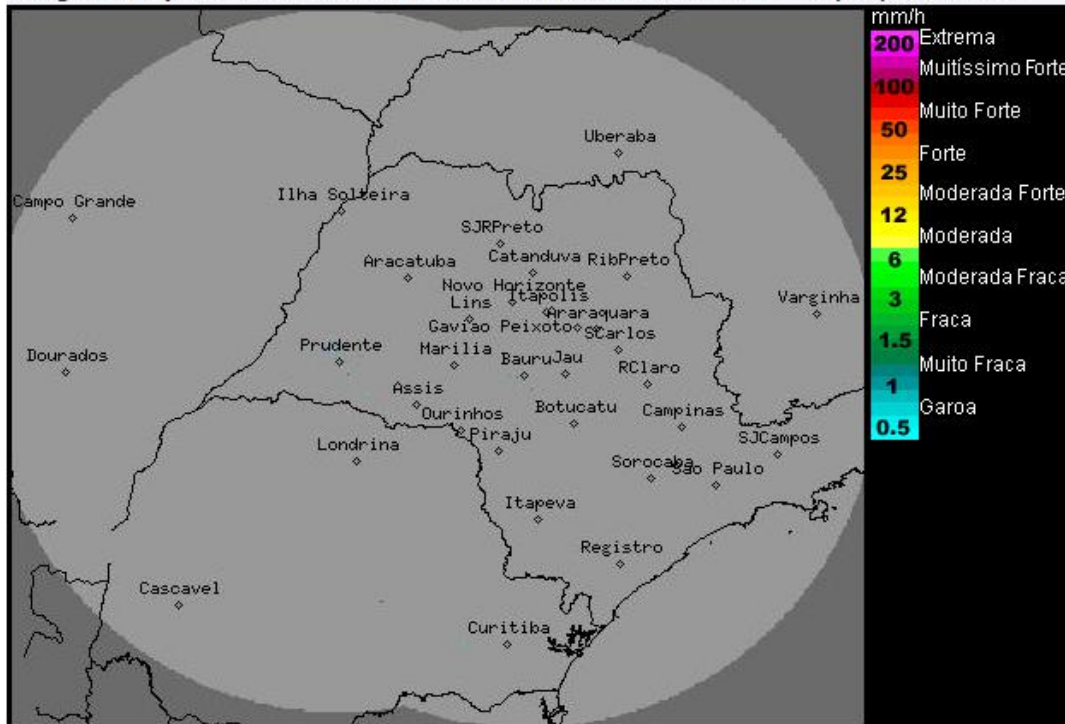 mm/h
200 Extrema
Muitíssimo Forte
100
Muito Forte
50
Forte
25
Moderada Forte
12
Moderada
6
Moderada Fraca
3
Fraca
1.5
Muito Fraca
1
Garoa
0.5
Uberaba
Campo Grande
Ilha Solteira
SJRPreto
Aracatuba
Catanduva
RibPreto
Novo Horizonte
Lins
Itapolis
Varginha
Araraquara
Gaviao Peixoto
SCarlos
Dourados
Prudente
Marilia
Bauru
Jau
RClaro
Assis
Ourinhos
Botucatu
Campinas
Piraju
Londrina
SJCampos
Sorocaba
Sao Paulo
Itapeva
Registro
Cascavel
Curitiba